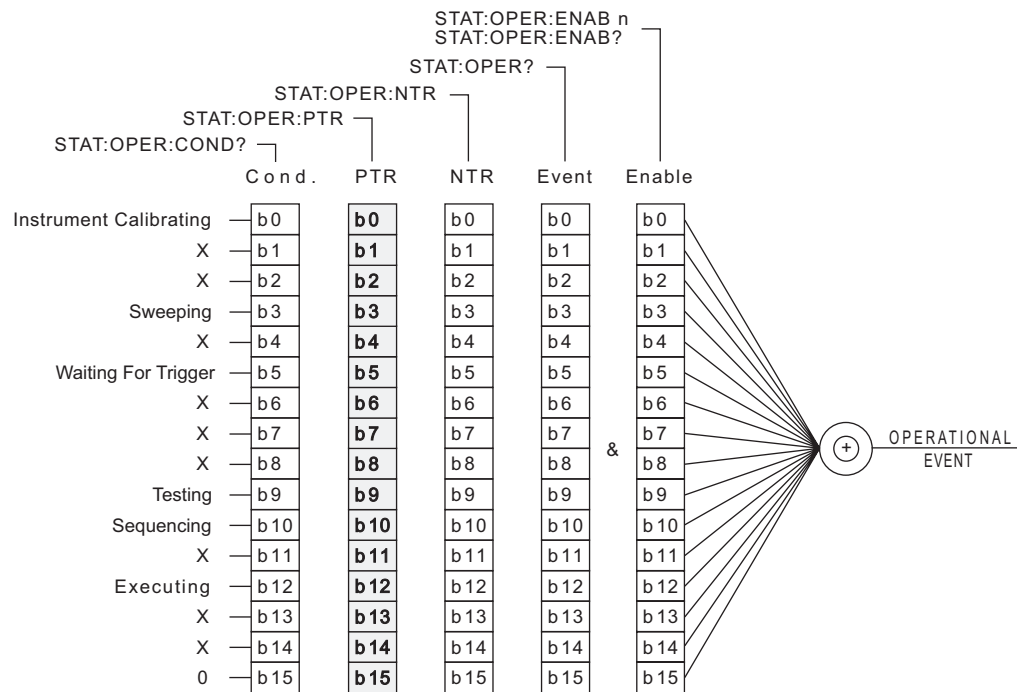 STAT:OPER:ENAB n
STAT:OPER:ENAB?
STAT:OPER?
STAT:OPER:NTR
STAT:OPER:PTR
STAT:OPER:COND?
Cond. PTR NTR Event Enable
Instrument Calibrating b0 b0 b0 b0 b0
X b1 b1 b1 b1 b1
X b2 b2 b2 b2 b2
Sweeping b3 b3 b3 b3 b3
X b4 b4 b4 b4 b4
Waiting For Trigger b5 b5 b5 b5 b5
X b6 b6 b6 b6 b6
X b7 b7 b7 b7 & b7
X b8 b8 b8 b8 b8
+ OPERATIONAL
EVENT
Testing b9 b9 b9 b9 b9
Sequencing b10 b10 b10 b10 b10
X b11 b11 b11 b11 b11
Executing b12 b12 b12 b12 b12
X b13 b13 b13 b13 b13
X b14 b14 b14 b14 b14
0 b15 b15 b15 b15 b15